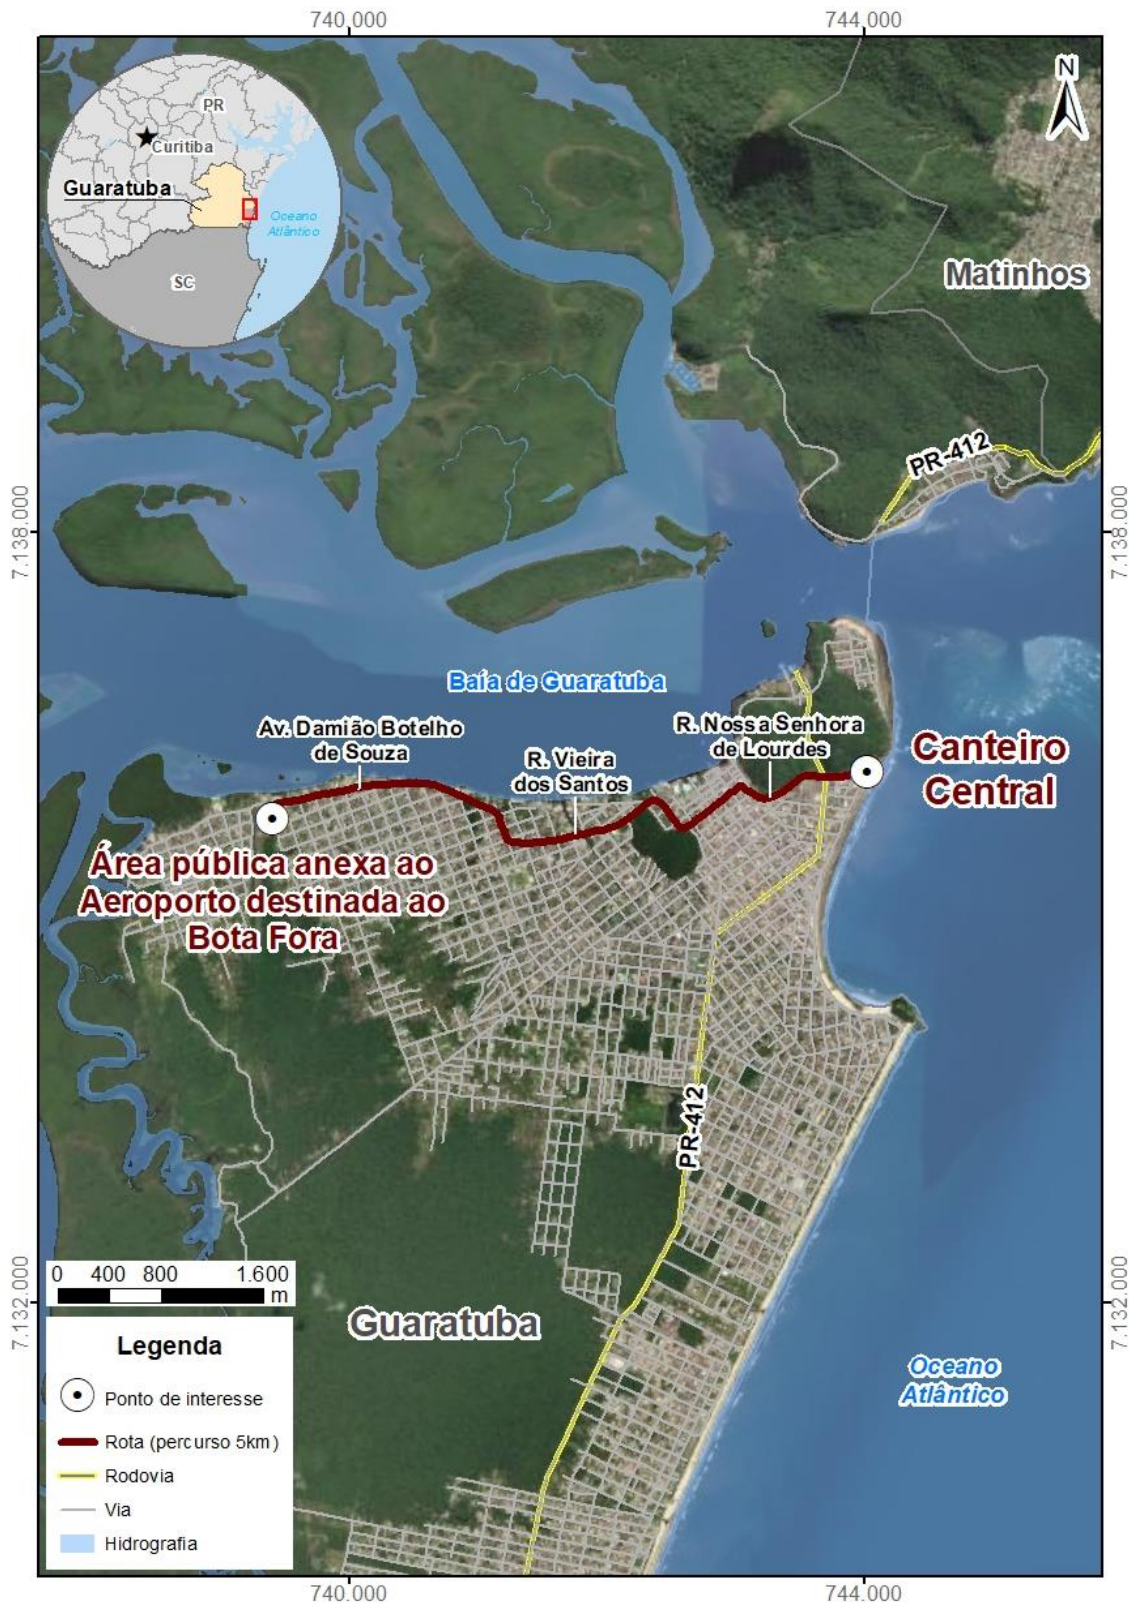 740.000
744.000
N
PR
Curitiba
Guaratuba
Oceano
Atlântico
SC
Matinhos
PR-412
7.138.000
7.138.000
Baía de Guaratuba
Av. Damião Botelho
de Souza
R. Vieira
dos Santos
R. Nossa Senhora
de Lourdes
Canteiro
Central
Área pública anexa ao
Aeroporto destinada ao
Bota Fora
PR-412
0 400 800 1.600
m
7.132.000
7.132.000
Guaratuba
Oceano
Atlântico
Legenda
Ponto de interesse
Rota (percurso 5km)
Rodovia
Via
Hidrografia
740.000
744.000